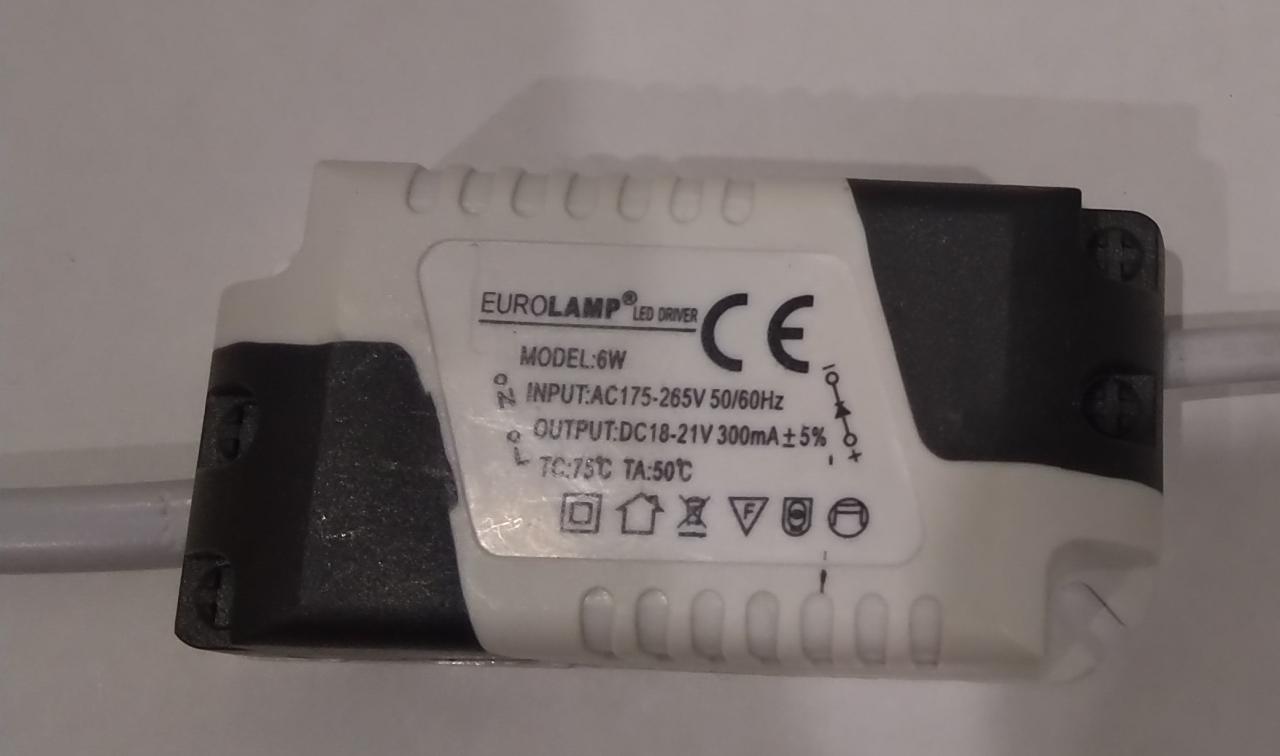 EUROLAMP® LED DRIVER CE
MODEL:6W
N INPUT:AC175-265V 50/60Hz
OUTPUT:DC18-21V 300mA±5%
L TC:75℃ TA:50℃
F